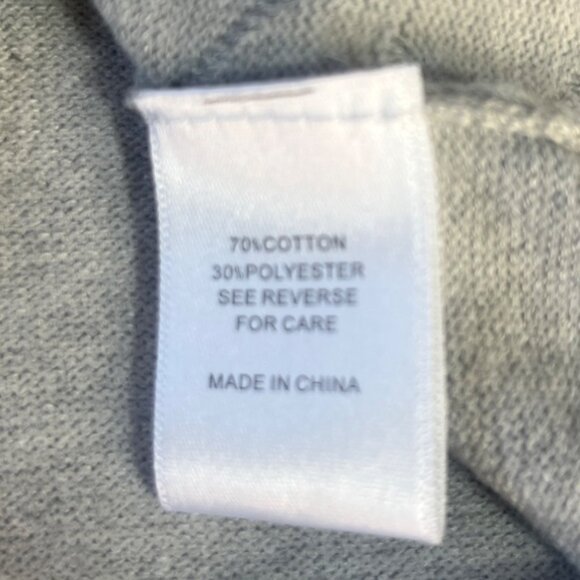 70%COTTON
30%POLYESTER
SEE REVERSE
FOR CARE
MADE IN CHINA